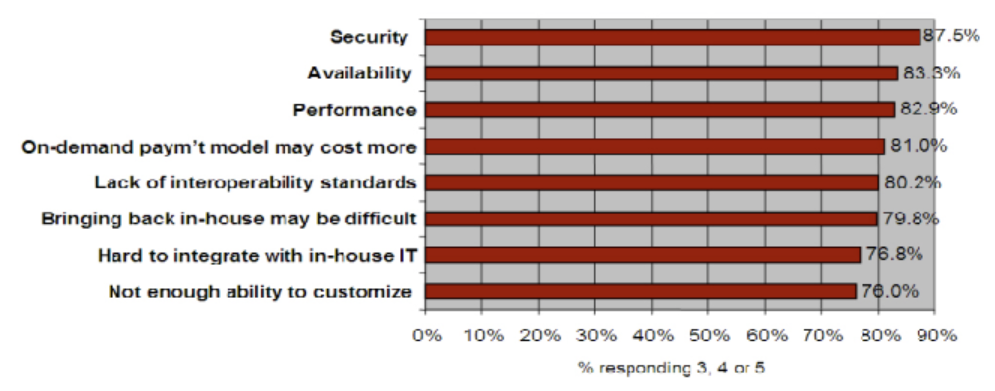 Security 87.5%
Availability 83.3%
Performance 82.9%
On-demand paym't model may cost more 81.0%
Lack of interoperability standards 80.2%
Bringing back in-house may be difficult 79.8%
Hard to integrate with in-house IT 76.8%
Not enough ability to customize 76.0%
0% 10% 20% 30% 40% 50% 60% 70% 80% 90%
% responding 3, 4 or 5